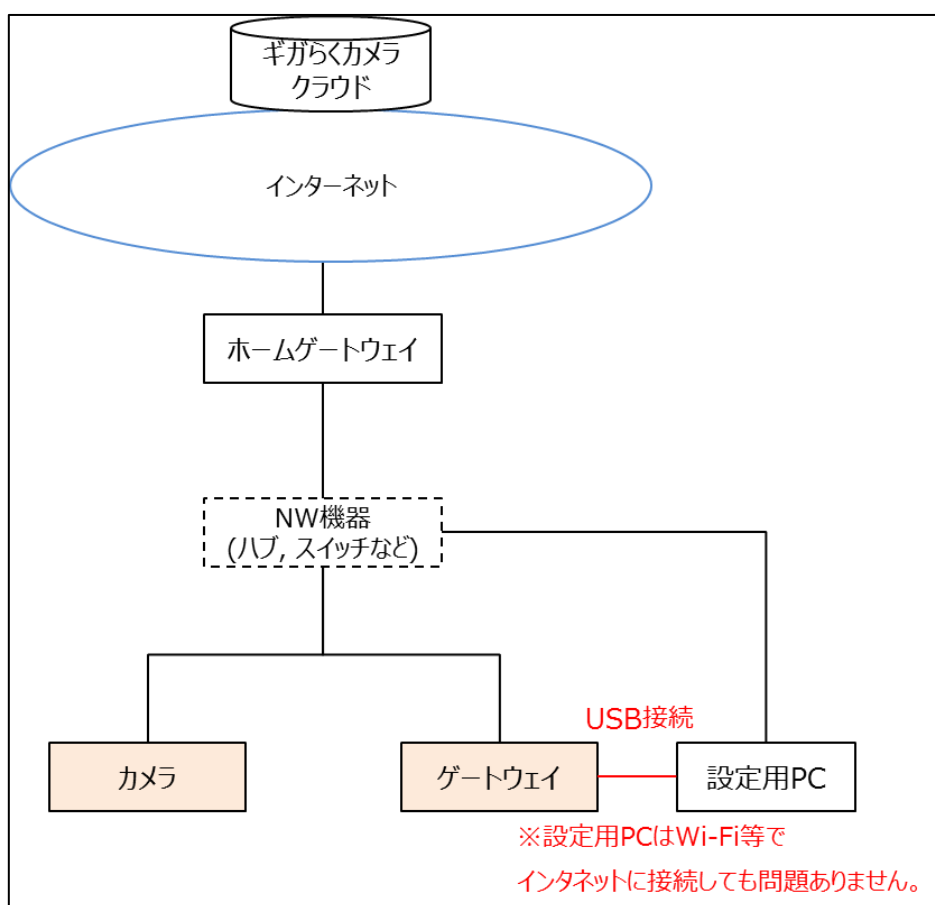 ギガらくカメラ
クラウド
インターネット
ホームゲートウェイ
NW機器
(ハブ, スイッチなど)
USB接続
カメラ
ゲートウェイ
設定用PC
※設定用PCはWi-Fi等で
インタネットに接続しても問題ありません。